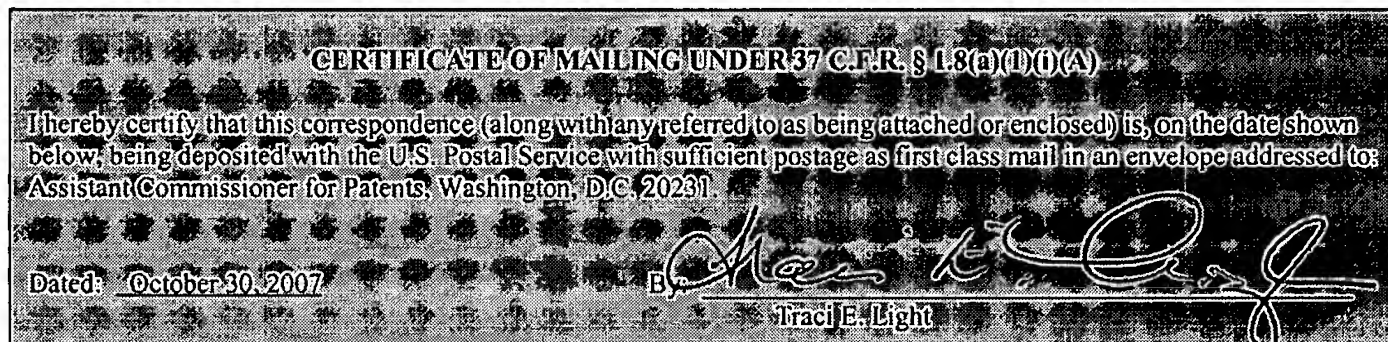 CERTIFICATE OF MAILING UNDER 37 C.F.R. § 1.8(a)(1)(i)(A)
I hereby certify that this correspondence (along with any referred to as being attached or enclosed) is, on the date shown
below, being deposited with the U.S. Postal Service with sufficient postage as first class mail in an envelope addressed to:
Assistant Commissioner for Patents, Washington, D.C. 20231.
Dated: October 30, 2007 By:
Traci E. Light